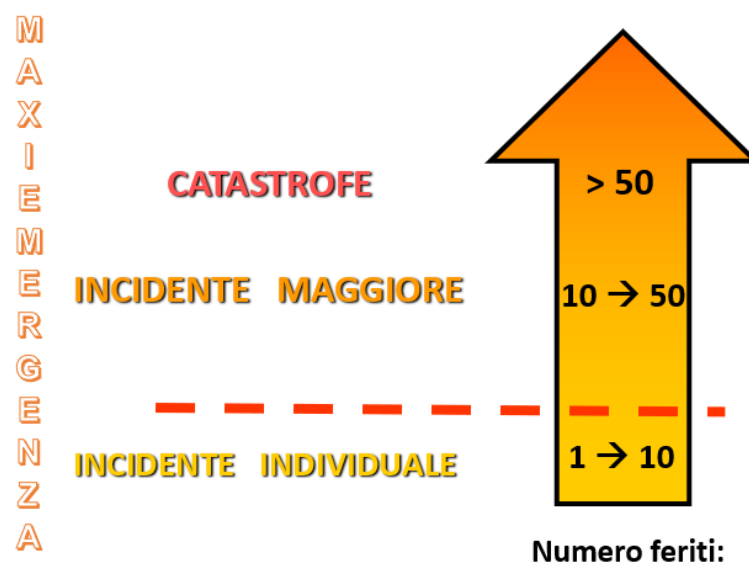 MAXIEMERGENZA
CATASTROFE
> 50
INCIDENTE MAGGIORE
10 → 50
INCIDENTE INDIVIDUALE
1 → 10
Numero feriti: